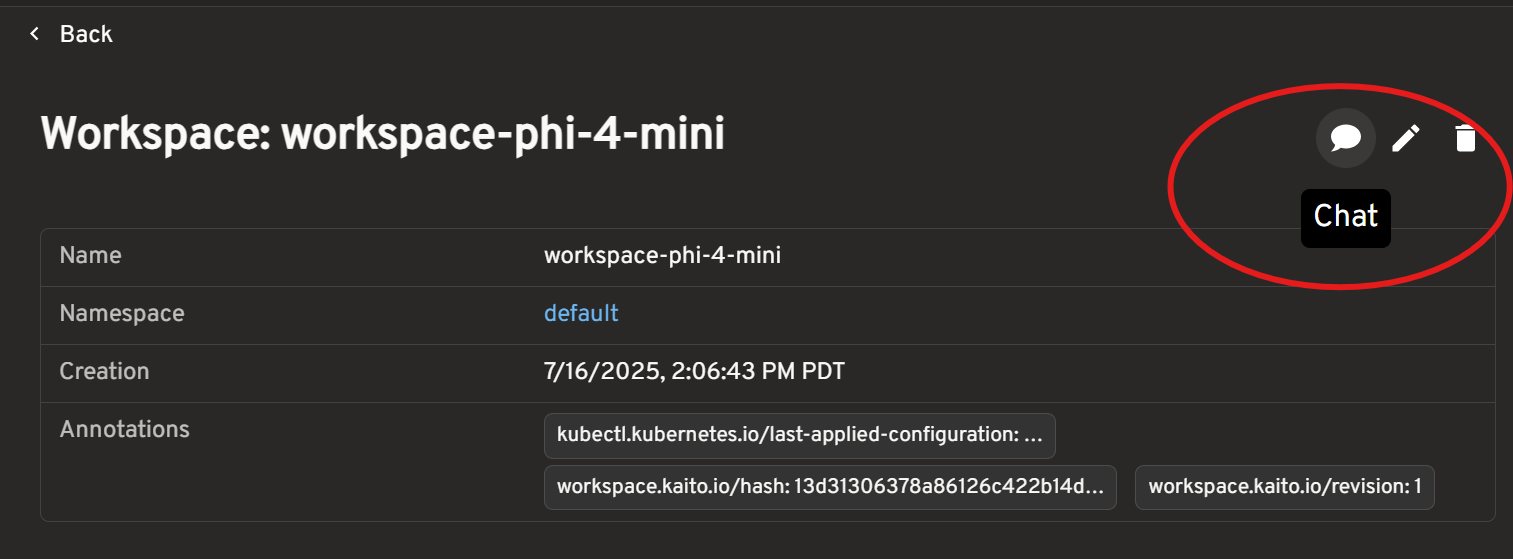 Back
Workspace: workspace-phi-4-mini
Chat
Name workspace-phi-4-mini
Namespace default
Creation 7/16/2025, 2:06:43 PM PDT
Annotations kubectl.kubernetes.io/last-applied-configuration: ...
workspace.kaito.io/hash: 13d31306378a86126c422b14d... workspace.kaito.io/revision: 1